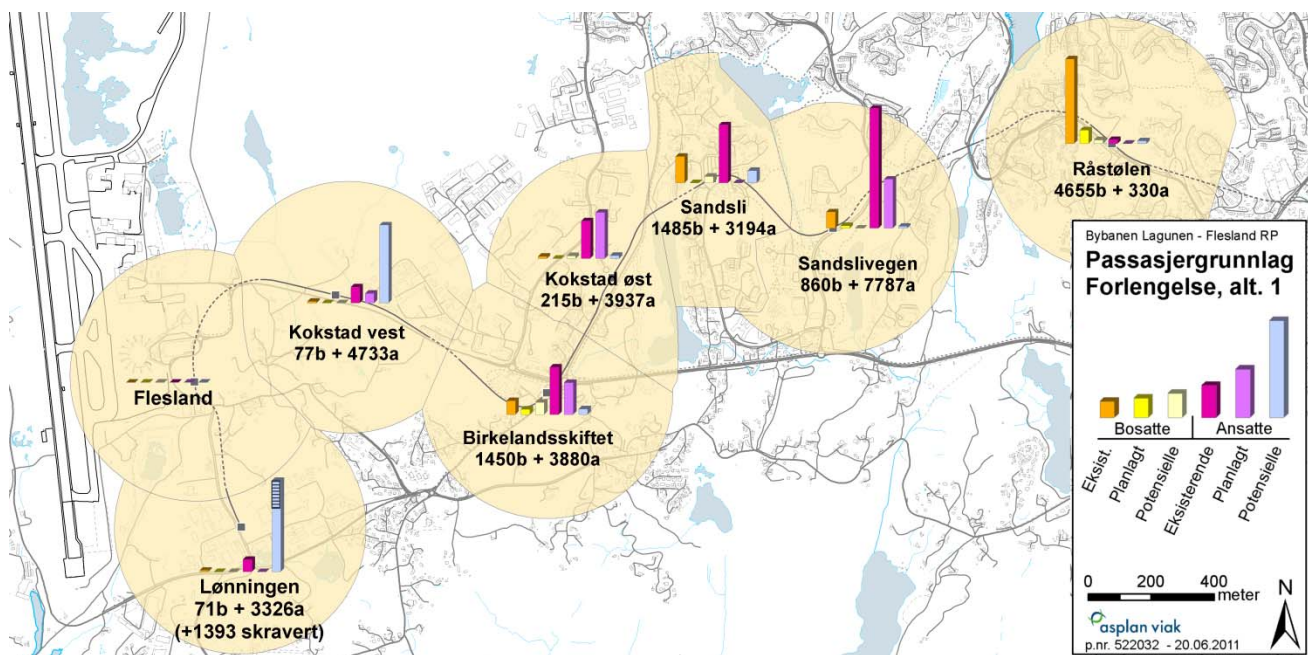 Råstølen
4655b + 330a
Sandsli
1485b + 3194a
Sandslivegen
860b + 7787a
Kokstad øst
215b + 3937a
Kokstad vest
77b + 4733a
Flesland
Birkelandsskiftet
1450b + 3880a
Lønningen
71b + 3326a
(+1393 skravert)
Bybanen Lagunen - Flesland RP
Passasjergrunnlag
Forlengelse, alt. 1
Bosatte Ansatte
Eksist.
Planlagt
Potensielle
Eksisterende
Planlagt
Potensielle
0 200 400
meter
N
asplan viak
p.nr. 522032 - 20.06.2011